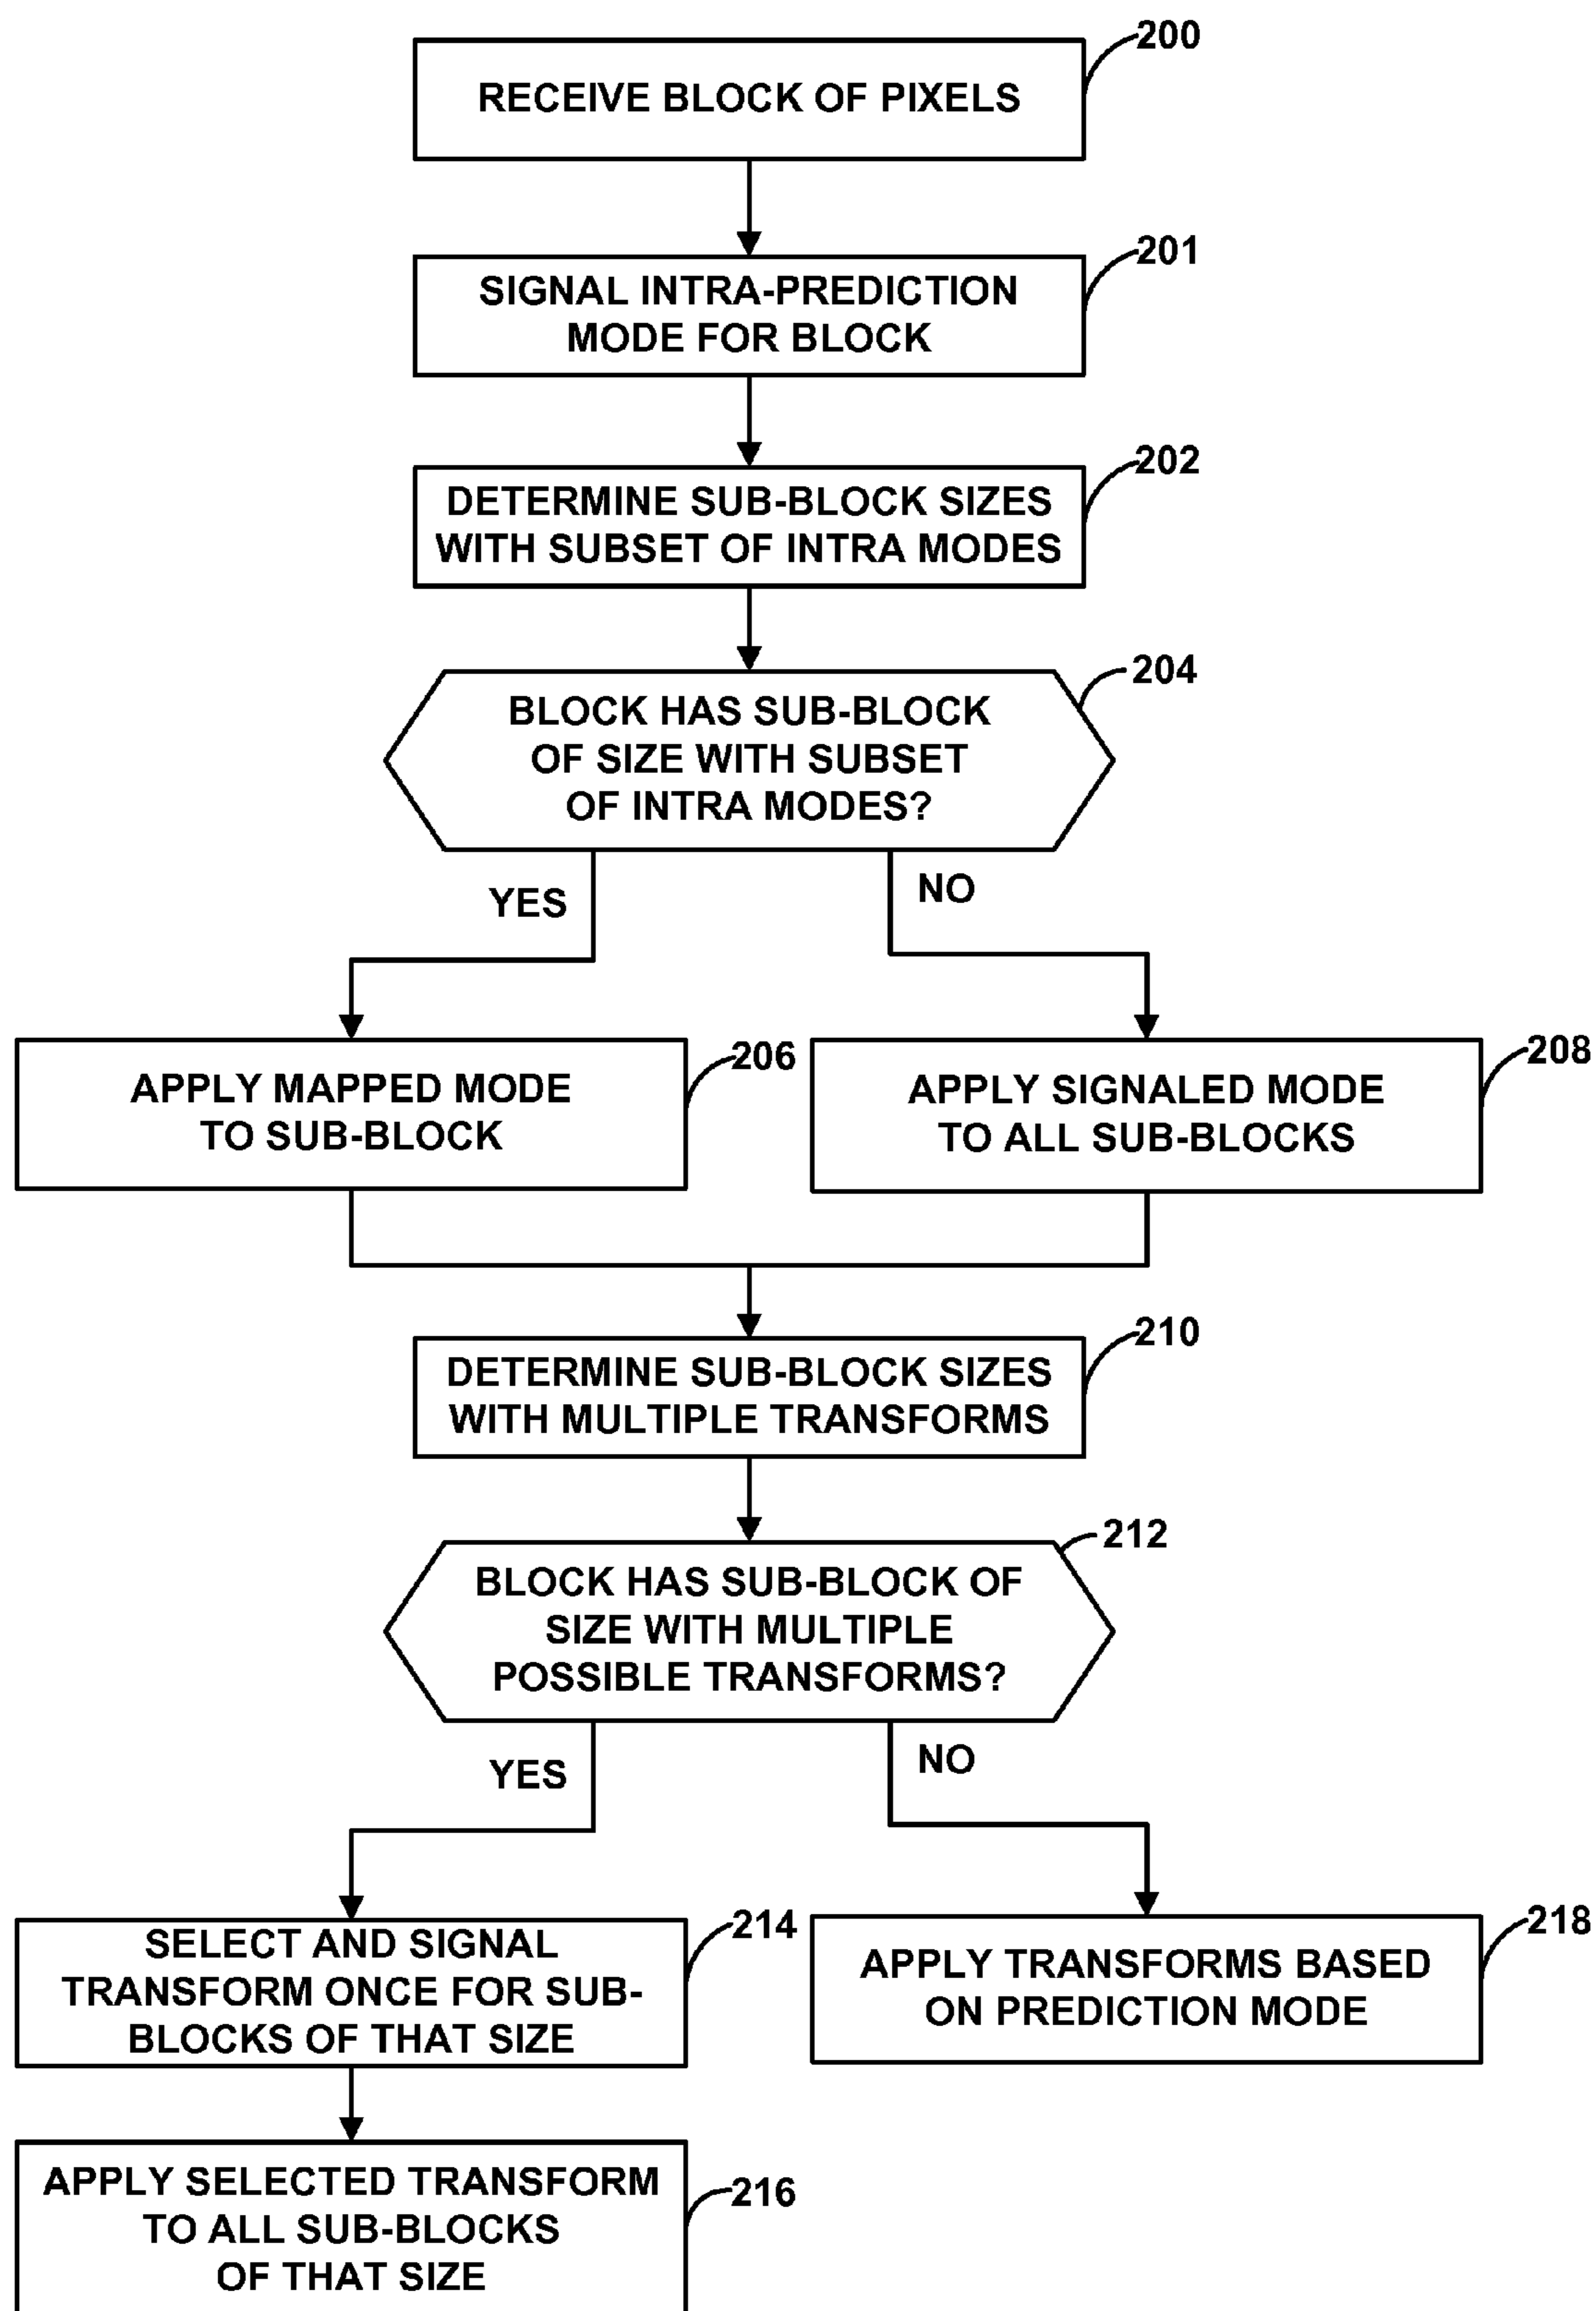 200
RECEIVE BLOCK OF PIXELS
201
SIGNAL INTRA-PREDICTION
MODE FOR BLOCK
202
DETERMINE SUB-BLOCK SIZES
WITH SUBSET OF INTRA MODES
204
BLOCK HAS SUB-BLOCK
OF SIZE WITH SUBSET
OF INTRA MODES?
YES
NO
206
APPLY MAPPED MODE
TO SUB-BLOCK
208
APPLY SIGNALED MODE
TO ALL SUB-BLOCKS
210
DETERMINE SUB-BLOCK SIZES
WITH MULTIPLE TRANSFORMS
212
BLOCK HAS SUB-BLOCK OF
SIZE WITH MULTIPLE
POSSIBLE TRANSFORMS?
YES
NO
214
SELECT AND SIGNAL
TRANSFORM ONCE FOR SUB-
BLOCKS OF THAT SIZE
218
APPLY TRANSFORMS BASED
ON PREDICTION MODE
216
APPLY SELECTED TRANSFORM
TO ALL SUB-BLOCKS
OF THAT SIZE